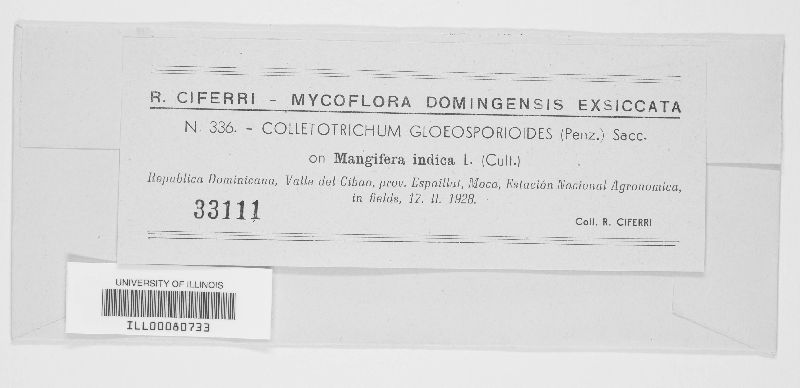 R. CIFERRI - MYCOFLORA DOMINGENSIS EXSICCATA
N. 336. - COLLETOTRICHUM GLOEOSPORIOIDES (Penz.) Sacc.
on Mangifera indica L. (Cult.)
Republica Dominicana, Valle del Cibao, prov. Espaillat, Moca, Estación Nacional Agronomica,
in fields, 17. II. 1928.
33111
Coll. R. CIFERRI
UNIVERSITY OF ILLINOIS
ILL00080733